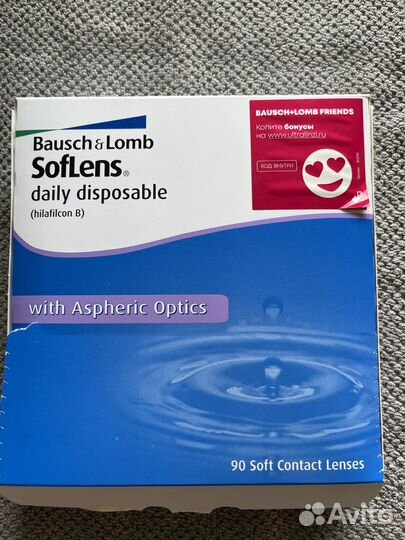 Bausch & Lomb
SofLens®
daily disposable
(hilafilcon B)
BAUSCH+LOMB FRIENDS
Копите бонусы
на www.ultralinzi.ru
КОД ВНУТРИ
with Aspheric Optics
90 Soft Contact Lenses
Avito